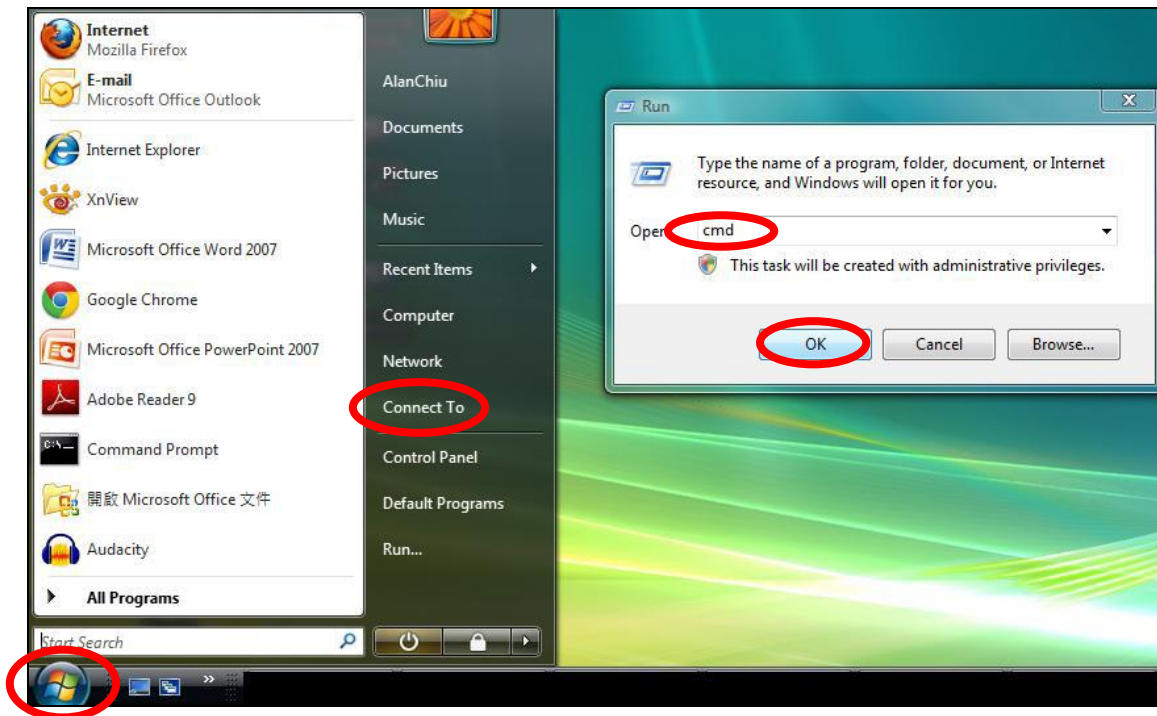 Internet
Mozilla Firefox
E-mail
Microsoft Office Outlook
Internet Explorer
XnView
Microsoft Office Word 2007
Google Chrome
Microsoft Office PowerPoint 2007
Adobe Reader 9
Command Prompt
開啟 Microsoft Office 文件
Audacity
All Programs
Start Search
AlanChiu
Documents
Pictures
Music
Recent Items
Computer
Network
Connect To
Control Panel
Default Programs
Run...
Run
Type the name of a program, folder, document, or Internet
resource, and Windows will open it for you.
Open cmd
This task will be created with administrative privileges.
OK Cancel Browse...